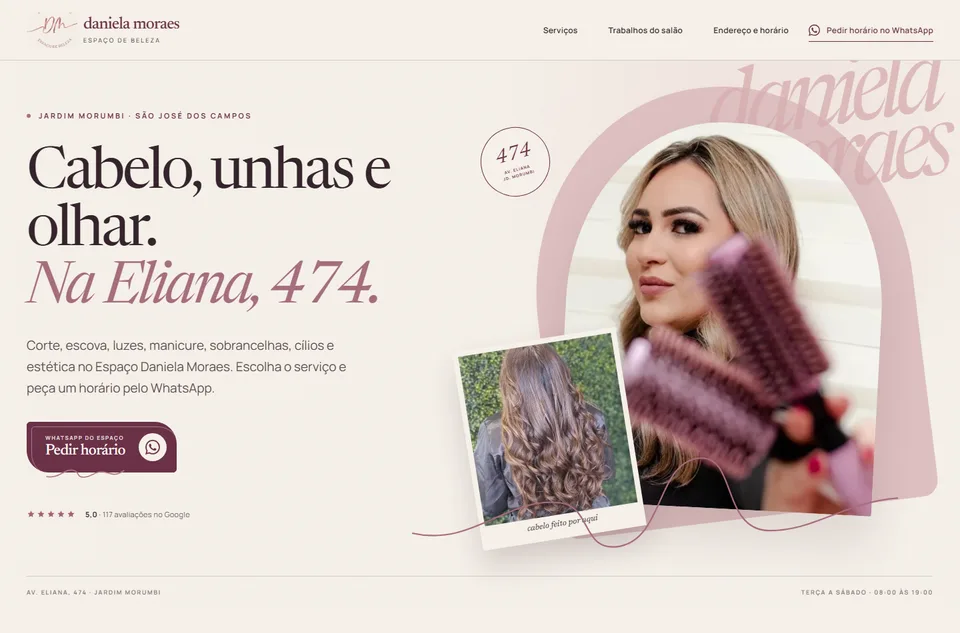 DM
daniela moraes
ESPAÇO DE BELEZA
Serviços
Trabalhos do salão
Endereço e horário
Pedir horário no WhatsApp
daniela
moraes
JARDIM MORUMBI · SÃO JOSÉ DOS CAMPOS
Cabelo, unhas e
olhar.
Na Eliana, 474.
474
AV. ELIANA
JD. MORUMBI
Corte, escova, luzes, manicure, sobrancelhas, cílios e
estética no Espaço Daniela Moraes. Escolha o serviço e
peça um horário pelo WhatsApp.
WHATSAPP DO ESPAÇO
Pedir horário
5,0 · 117 avaliações no Google
cabelo feito por aqui
AV. ELIANA, 474 · JARDIM MORUMBI
TERÇA A SÁBADO · 08:00 ÀS 19:00